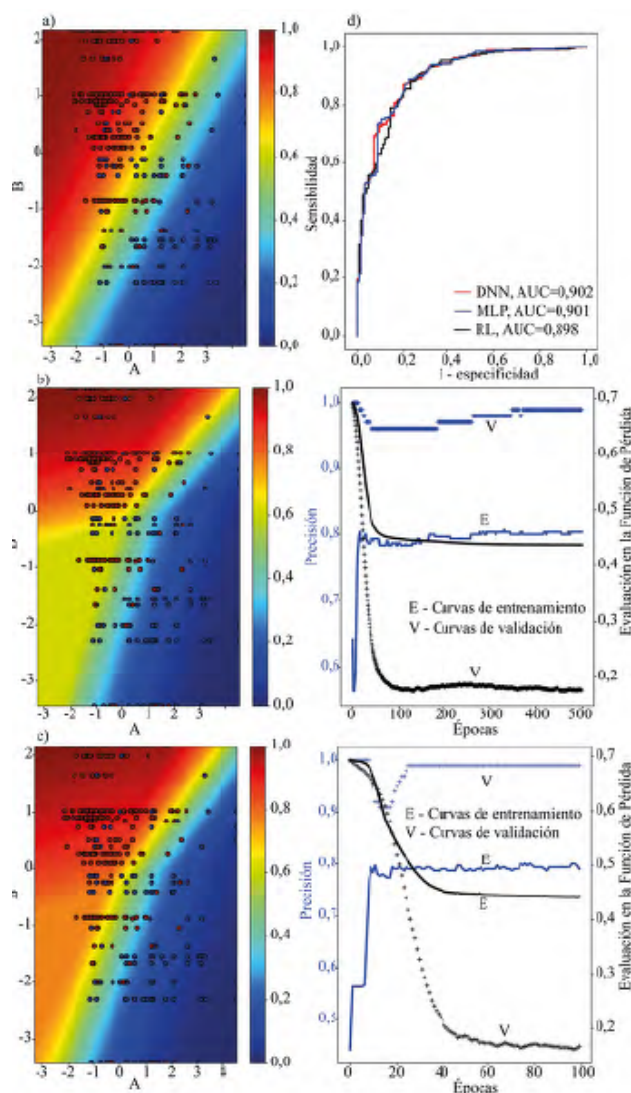 a)
2
1
0
-1
-2
-3
B
-3 -2 -1 0 1 2 3
A
1,0
0,8
0,6
0,4
0,2
0,0
d)
1,0
0,8
0,6
0,4
0,2
0,0
Sensibilidad
DNN, AUC=0,902
MLP, AUC=0,901
RL, AUC=0,898
0,0 0,2 0,4 0,6 0,8 1,0
1 - especificidad
b)
2
1
0
-1
-2
-3
-3 -2 -1 0 1 2 3
A
1,0
0,8
0,6
0,4
0,2
0,0
1,0
0,9
0,8
0,7
0,6
Precisión
V
E
E - Curvas de entrenamiento
V - Curvas de validación
V
0 100 200 300 400 500
Épocas
0,7
0,6
0,5
0,4
0,3
0,2
Evaluación en la Función de Pérdida
c)
2
1
0
-1
-2
-3
-3 -2 -1 0 1 2 3 4
A
1,0
0,8
0,6
0,4
0,2
0,0
1,0
0,9
0,8
0,7
0,6
0,5
Precisión
V
E - Curvas de entrenamiento
V - Curvas de validación
E
E
V
0 20 40 60 80 100
Épocas
0,7
0,6
0,5
0,4
0,3
0,2
Evaluación en la Función de Pérdida